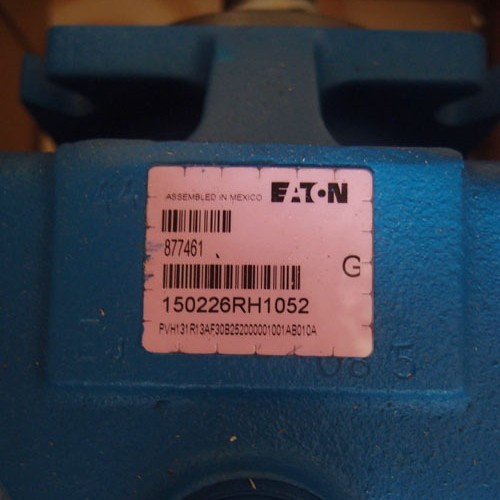 ASSEMBLED IN MEXICO EATON
877461
G
150226RH1052
PVH131R13AF30B252000001001AB010A